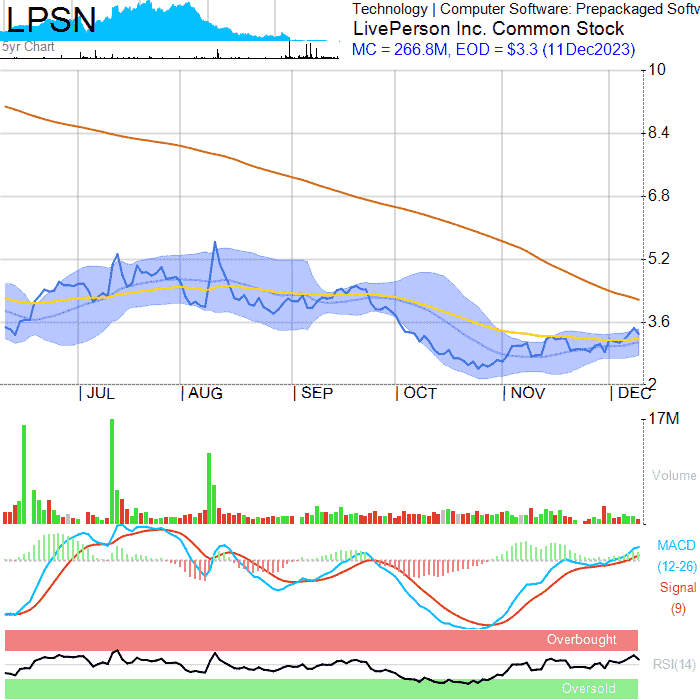 LPSN
Technology | Computer Software: Prepackaged Softw
LivePerson Inc. Common Stock
5yr Chart
MC = 266.8M, EOD = $3.3 (11Dec2023)
10
8.4
6.8
5.2
3.6
2
| JUL | AUG | SEP | OCT | NOV | DEC
17M
Volume
MACD
(12-26)
Signal
(9)
Overbought
RSI(14)
Oversold